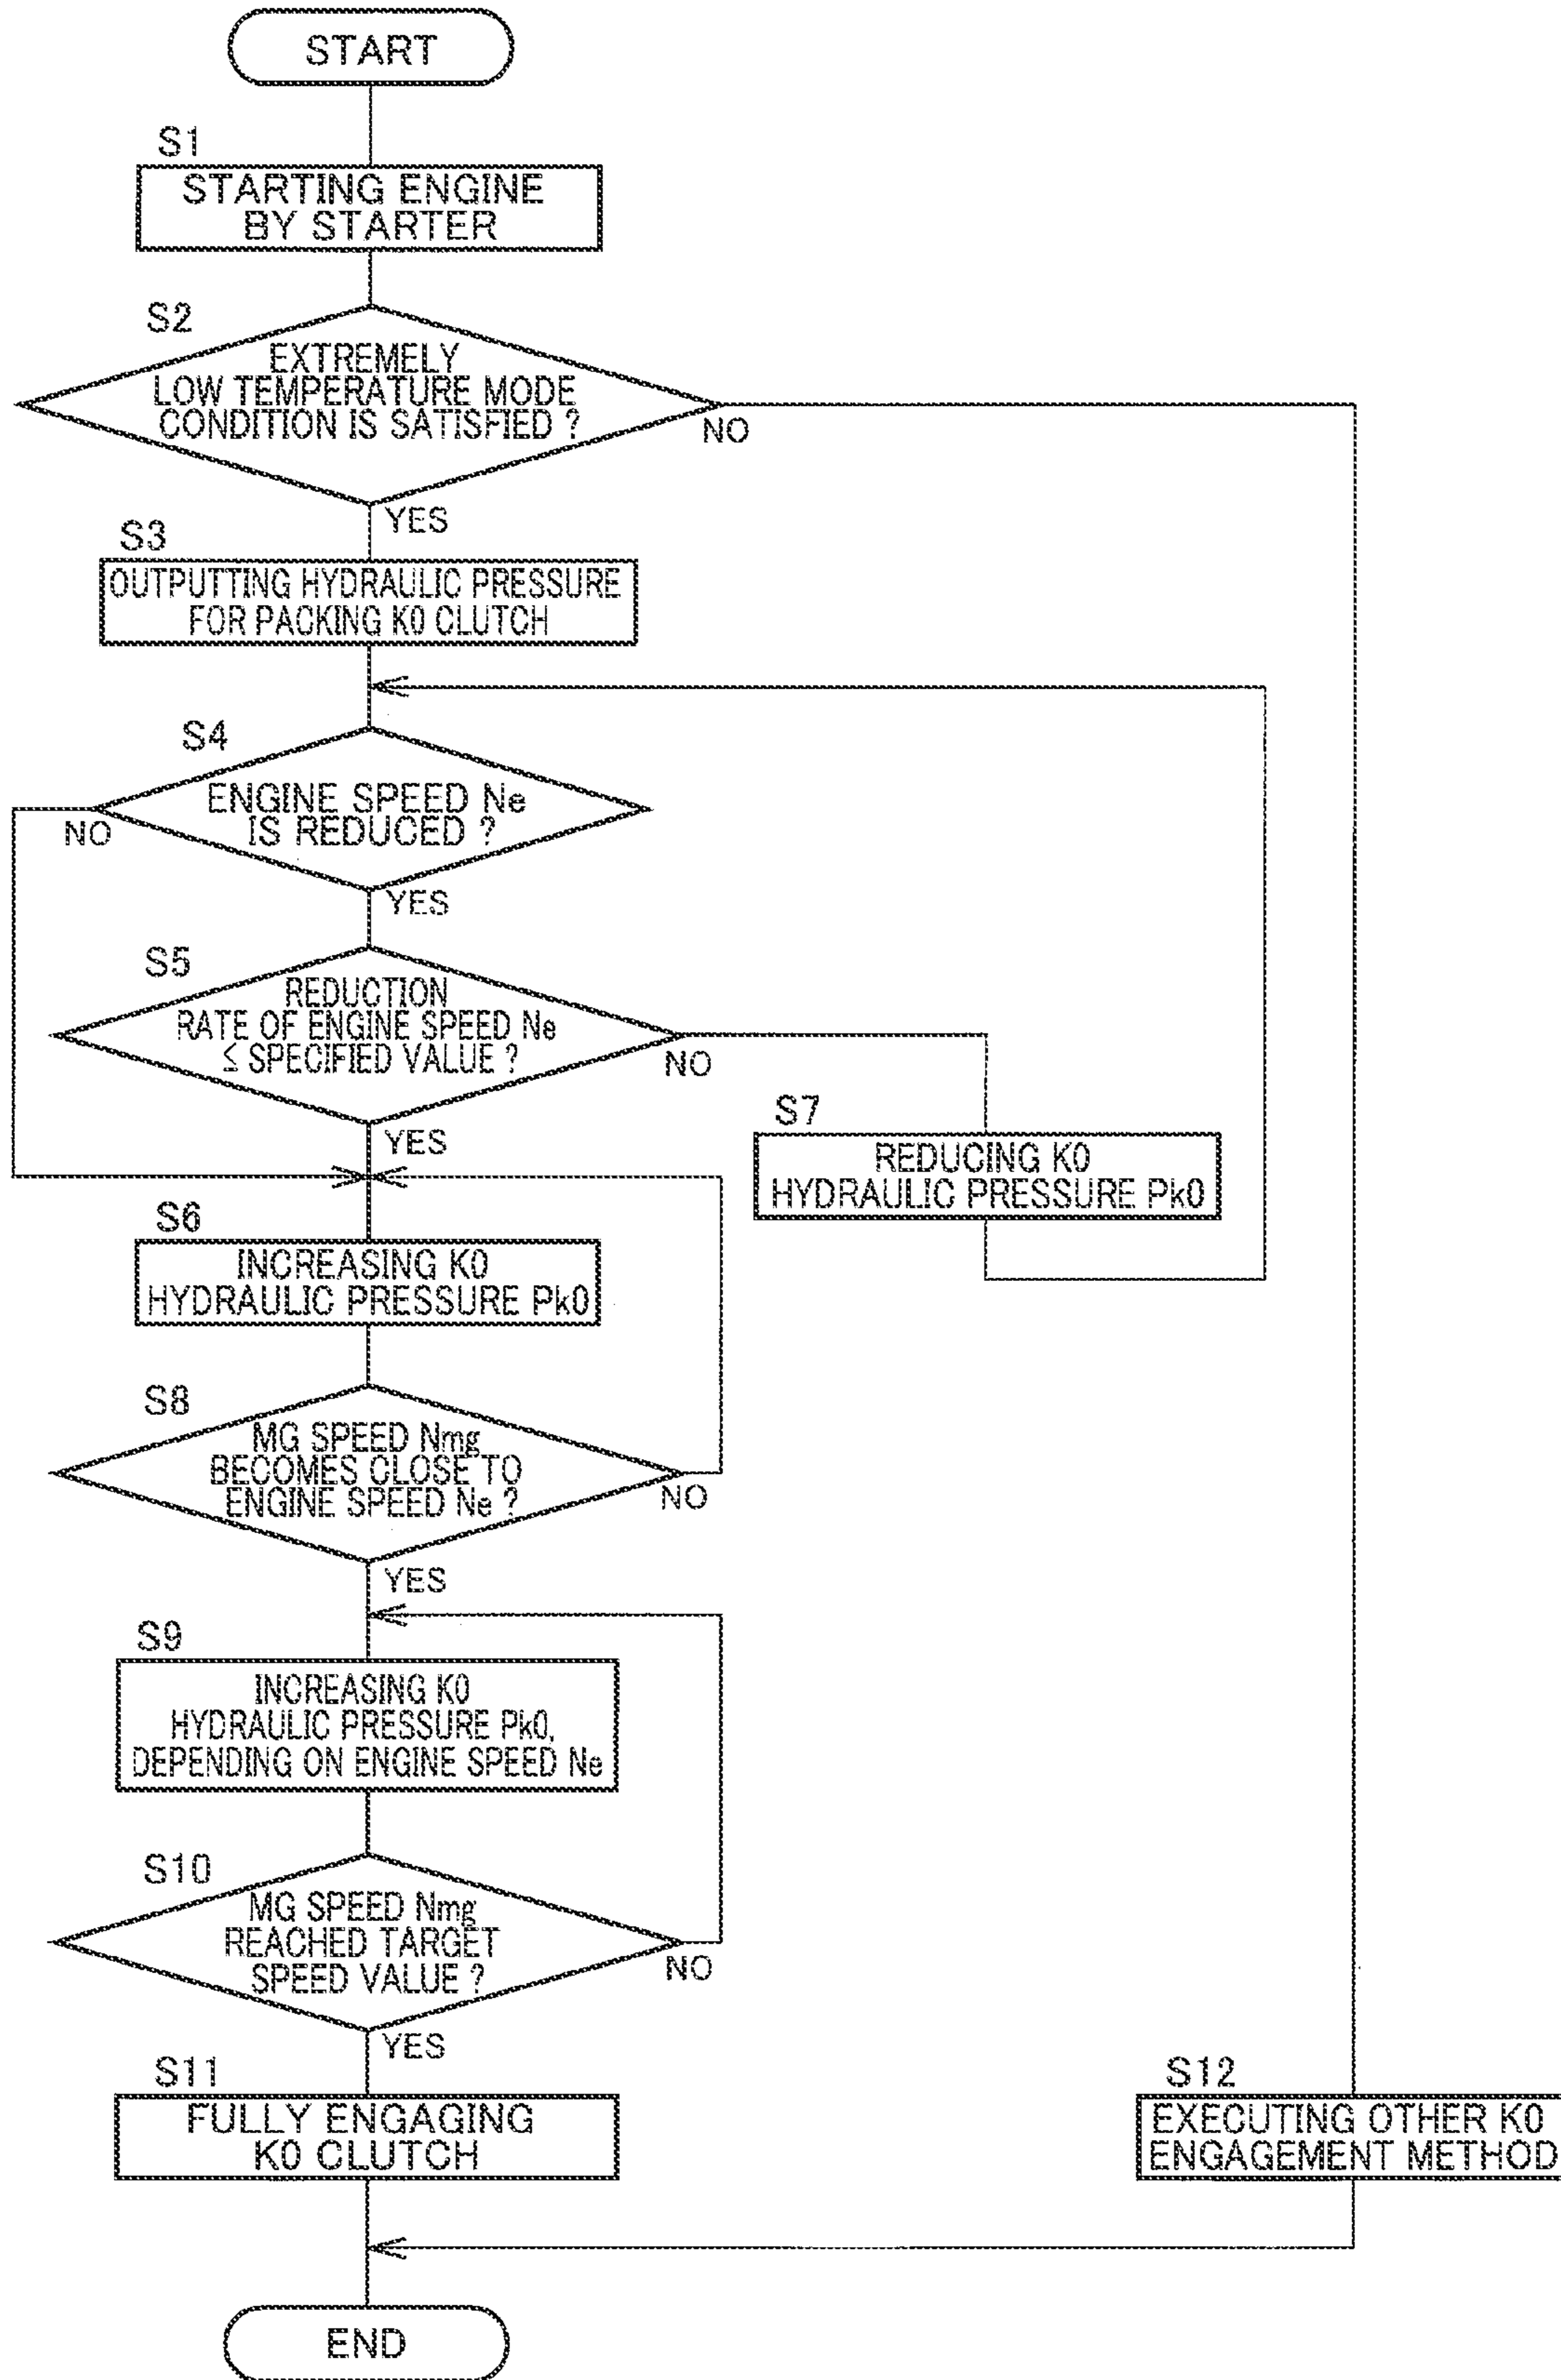 START
S1
STARTING ENGINE
BY STARTER
S2
EXTREMELY
LOW TEMPERATURE MODE
CONDITION IS SATISFIED ?
NO
YES
S3
OUTPUTTING HYDRAULIC PRESSURE
FOR PACKING K0 CLUTCH
S4
ENGINE SPEED Ne
IS REDUCED ?
NO
YES
S5
REDUCTION
RATE OF ENGINE SPEED Ne
≤ SPECIFIED VALUE ?
NO
YES
S7
REDUCING K0
HYDRAULIC PRESSURE Pk0
S6
INCREASING K0
HYDRAULIC PRESSURE Pk0
S8
MG SPEED Nmg
BECOMES CLOSE TO
ENGINE SPEED Ne ?
NO
YES
S9
INCREASING K0
HYDRAULIC PRESSURE Pk0,
DEPENDING ON ENGINE SPEED Ne
S10
MG SPEED Nmg
REACHED TARGET
SPEED VALUE ?
NO
YES
S11
FULLY ENGAGING
K0 CLUTCH
S12
EXECUTING OTHER K0
ENGAGEMENT METHOD
END